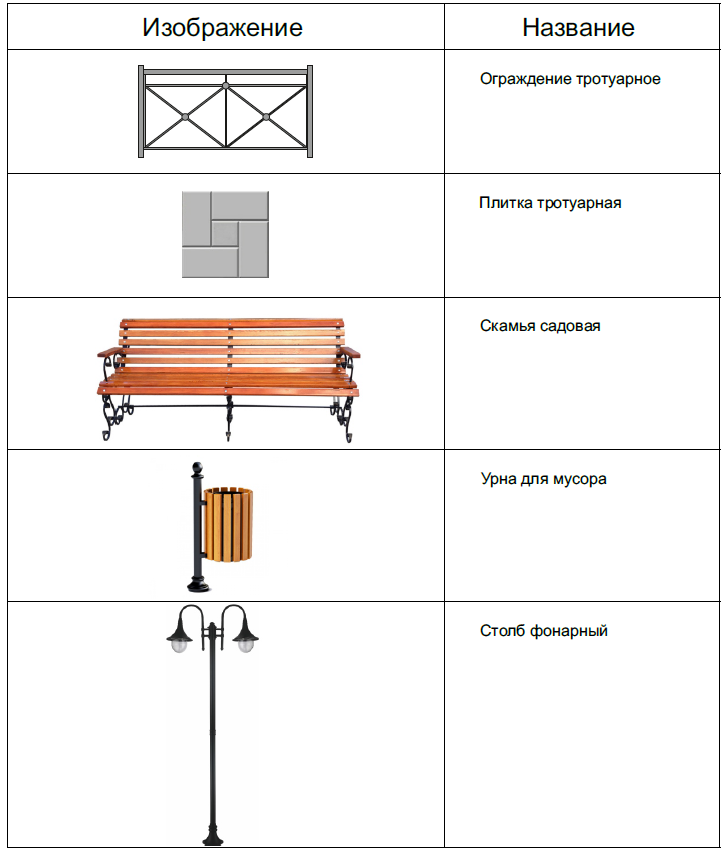 Изображение
Название
Ограждение тротуарное
Плитка тротуарная
Скамья садовая
Урна для мусора
Столб фонарный